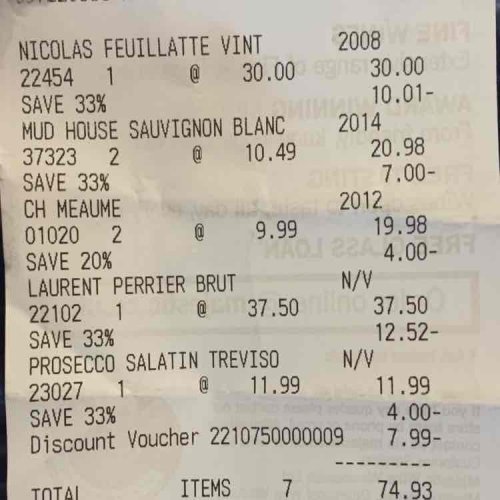 NICOLAS FEUILLATTE VINT 2008
22454 1 @ 30.00 30.00
SAVE 33% 10.01-
MUD HOUSE SAUVIGNON BLANC 2014
37323 2 @ 10.49 20.98
SAVE 33% 7.00-
CH MEAUME 2012
01020 2 @ 9.99 19.98
SAVE 20% 4.00-
LAURENT PERRIER BRUT N/V
22102 1 @ 37.50 37.50
SAVE 33% 12.52-
PROSECCO SALATIN TREVISO N/V
23027 1 @ 11.99 11.99
SAVE 33% 4.00-
Discount Voucher 2210750000009 7.99-
---------
TOTAL ITEMS 7 74.93